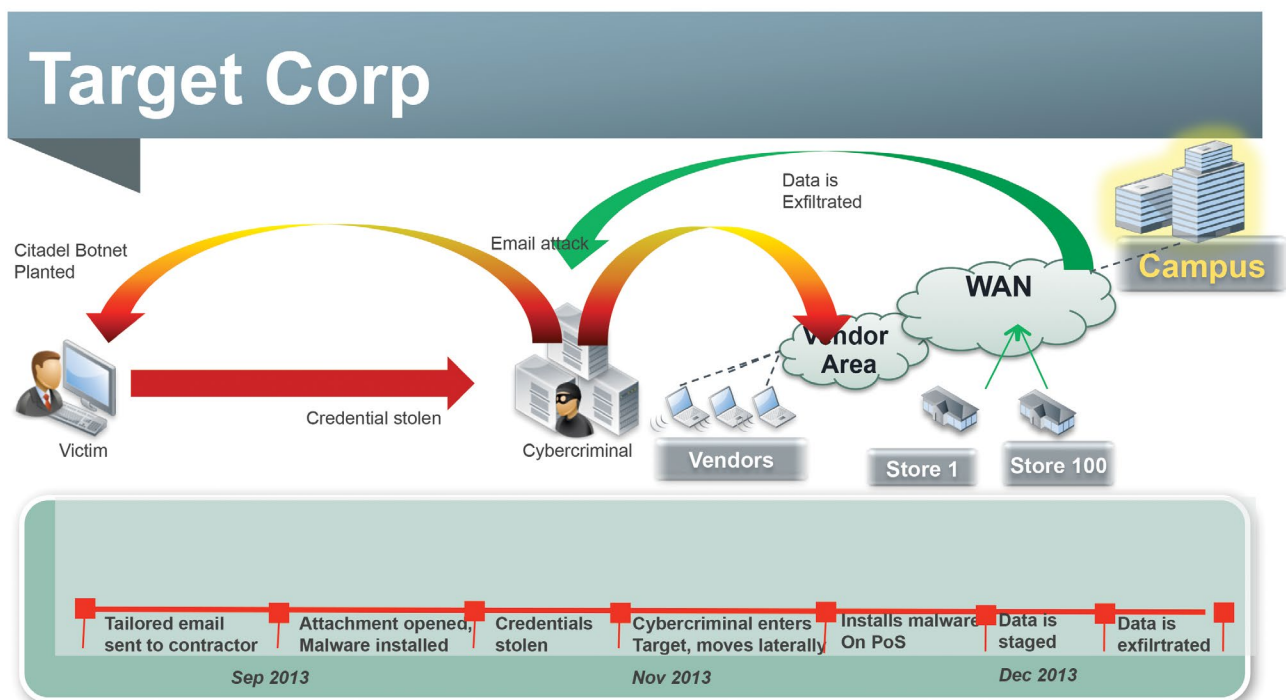 Target Corp
Data is
Exfiltrated
Email attack
Citadel Botnet
Planted
Campus
WAN
Vendor
Area
Credential stolen
Victim
Cybercriminal
Vendors
Store 1
Store 100
Tailored email
sent to contractor
Attachment opened,
Malware installed
Credentials
stolen
Cybercriminal enters
Target, moves laterally
Installs malware
On PoS
Data is
staged
Data is
exfilrtrated
Sep 2013
Nov 2013
Dec 2013